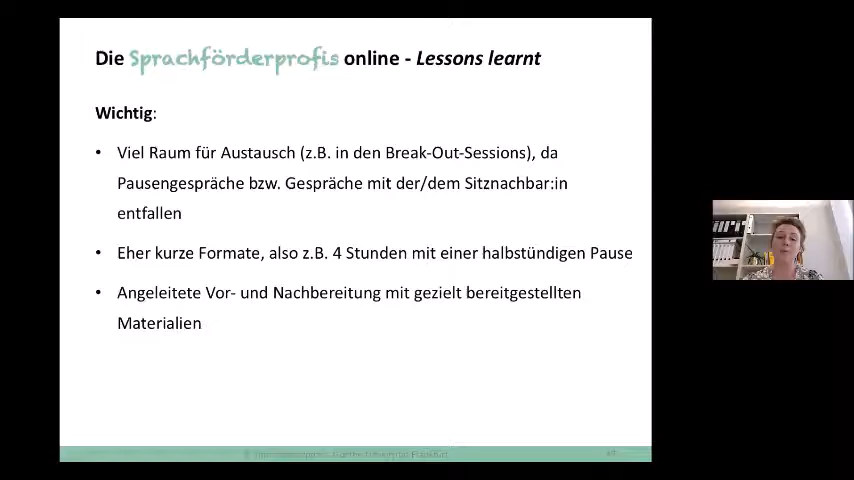 Die Sprachförderprofis online - Lessons learnt
Wichtig:
• Viel Raum für Austausch (z.B. in den Break-Out-Sessions), da
Pausengespräche bzw. Gespräche mit der/dem Sitznachbar:in
entfallen
• Eher kurze Formate, also z.B. 4 Stunden mit einer halbstündigen Pause
• Angeleitete Vor- und Nachbereitung mit gezielt bereitgestellten
Materialien